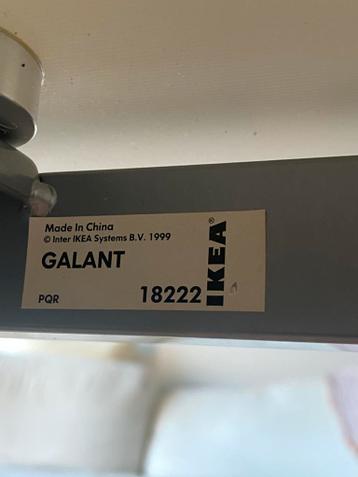 Made In China
© Inter IKEA Systems B.V. 1999
GALANT
PQR
18222
IKEA®